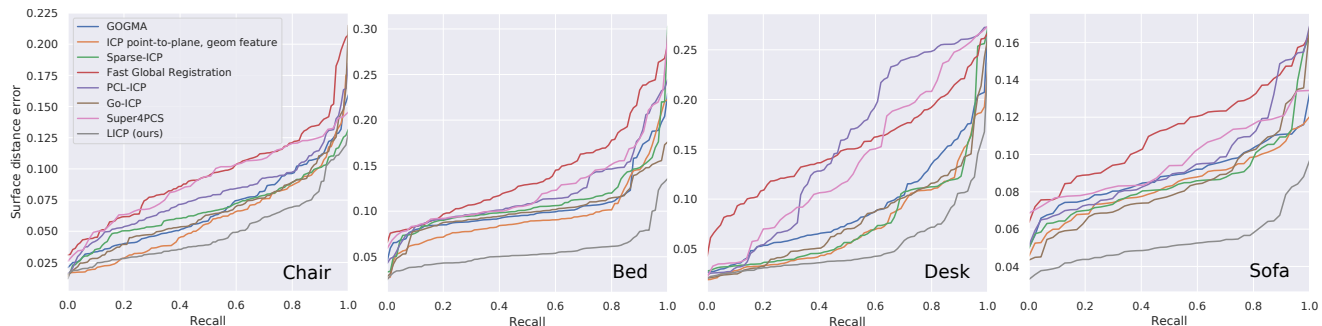 Surface distance error
0.225
0.200
0.175
0.150
0.125
0.100
0.075
0.050
0.025
GOGMA
ICP point-to-plane, geom feature
Sparse-ICP
Fast Global Registration
PCL-ICP
Go-ICP
Super4PCS
LICP (ours)
Chair
0.0 0.2 0.4 0.6 0.8 1.0
Recall
0.30
0.25
0.20
0.15
0.10
0.05
Bed
0.0 0.2 0.4 0.6 0.8 1.0
Recall
0.25
0.20
0.15
0.10
0.05
Desk
0.0 0.2 0.4 0.6 0.8 1.0
Recall
0.16
0.14
0.12
0.10
0.08
0.06
0.04
Sofa
0.0 0.2 0.4 0.6 0.8 1.0
Recall